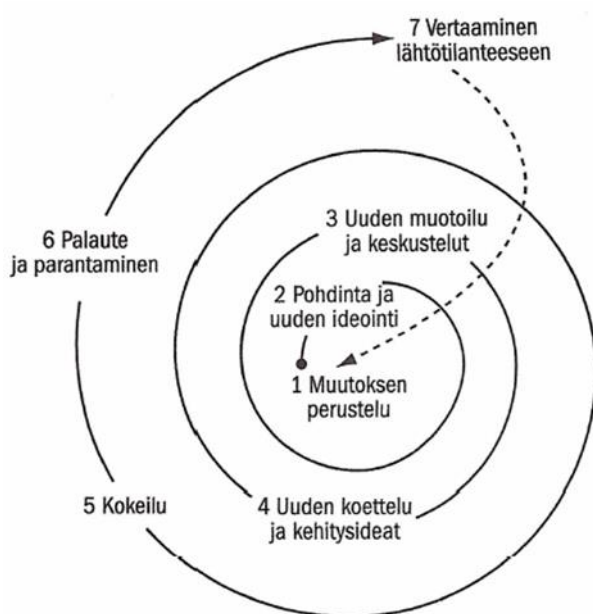 7 Vertaaminen
lähtötilanteeseen
3 Uuden muotoilu
ja keskustelut
6 Palaute
ja parantaminen
2 Pohdinta ja
uuden ideointi
1 Muutoksen
perustelu
5 Kokeilu
4 Uuden koettelu
ja kehitysideat